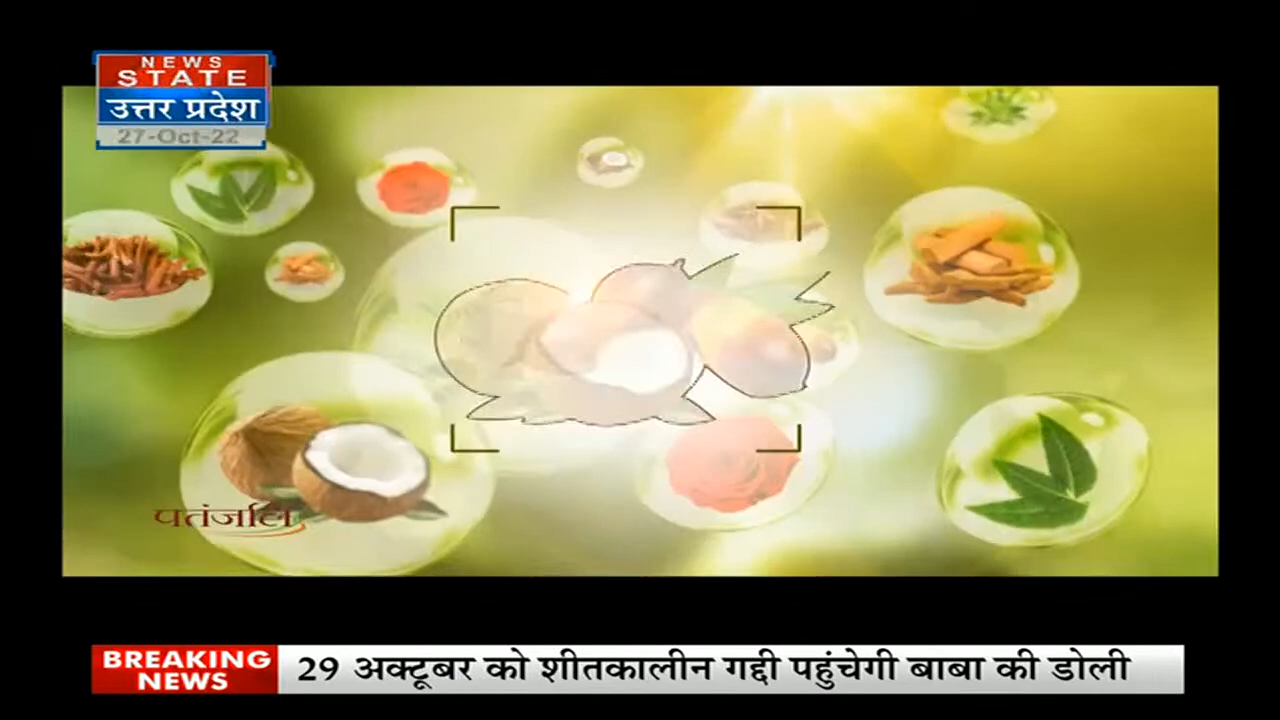 NEWS
STATE
उत्तर प्रदेश
27-Oct-22
पतंजलि
BREAKING
NEWS
29 अक्टूबर को शीतकालीन गद्दी पहुंचेगी बाबा की डोली